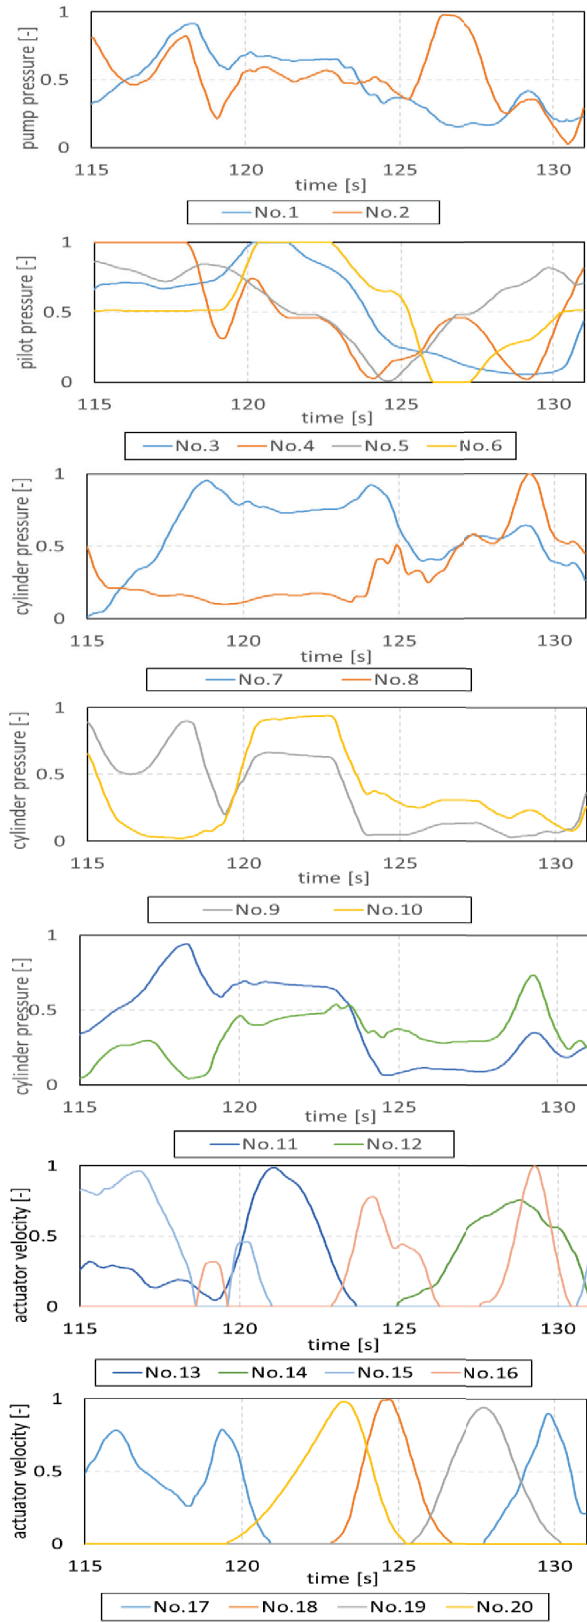 pump pressure [-]
1
0.5
0
115 120 125 130
time [s]
No.1 No.2
pilot pressure [-]
1
0.5
0
115 120 125 130
time [s]
No.3 No.4 No.5 No.6
cylinder pressure [-]
1
0.5
0
115 120 125 130
time [s]
No.7 No.8
cylinder pressure [-]
1
0.5
0
115 120 125 130
time [s]
No.9 No.10
cylinder pressure [-]
1
0.5
0
115 120 125 130
time [s]
No.11 No.12
actuator velocity [-]
1
0.5
0
115 120 125 130
time [s]
No.13 No.14 No.15 No.16
actuator velocity [-]
1
0.5
0
115 120 125 130
time [s]
No.17 No.18 No.19 No.20